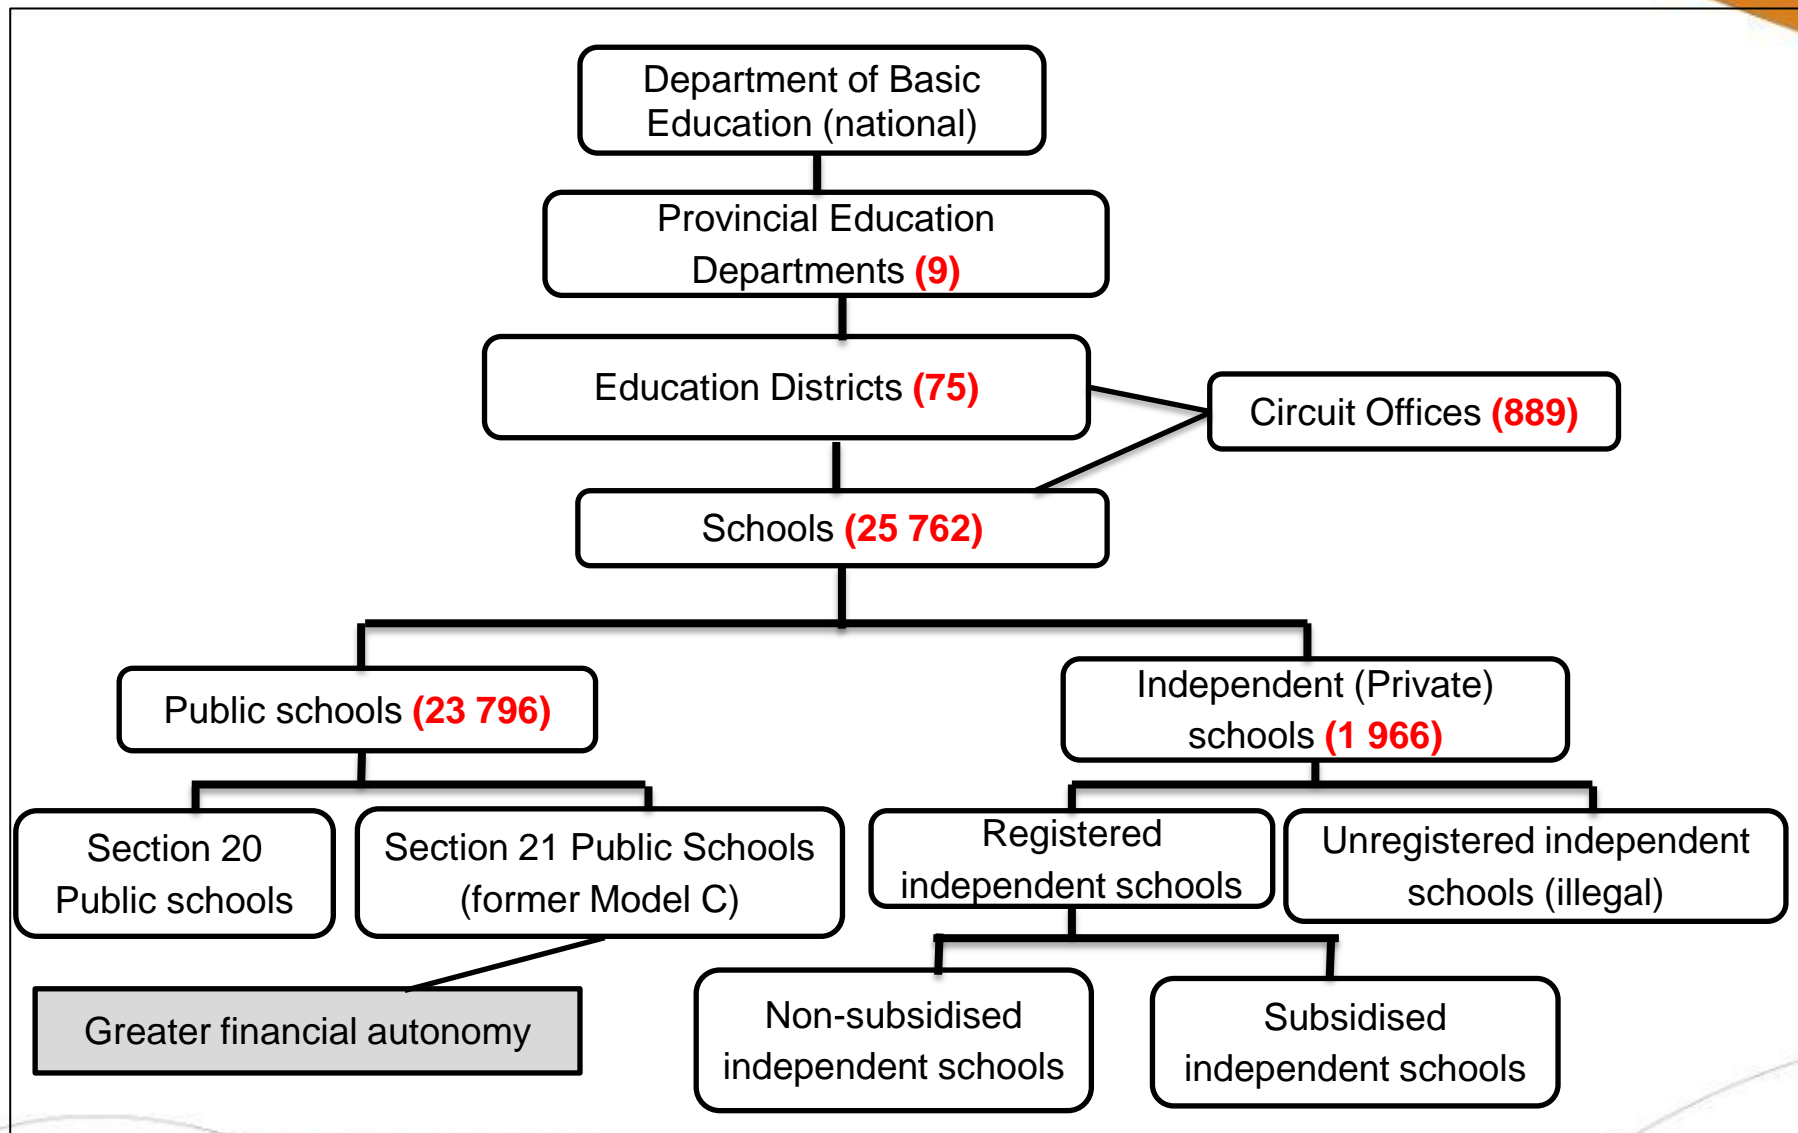 Department of Basic
Education (national)
Provincial Education
Departments (9)
Education Districts (75)
Circuit Offices (889)
Schools (25 762)
Public schools (23 796)
Independent (Private)
schools (1 966)
Section 20
Public schools
Section 21 Public Schools
(former Model C)
Registered
independent schools
Unregistered independent
schools (illegal)
Greater financial autonomy
Non-subsidised
independent schools
Subsidised
independent schools